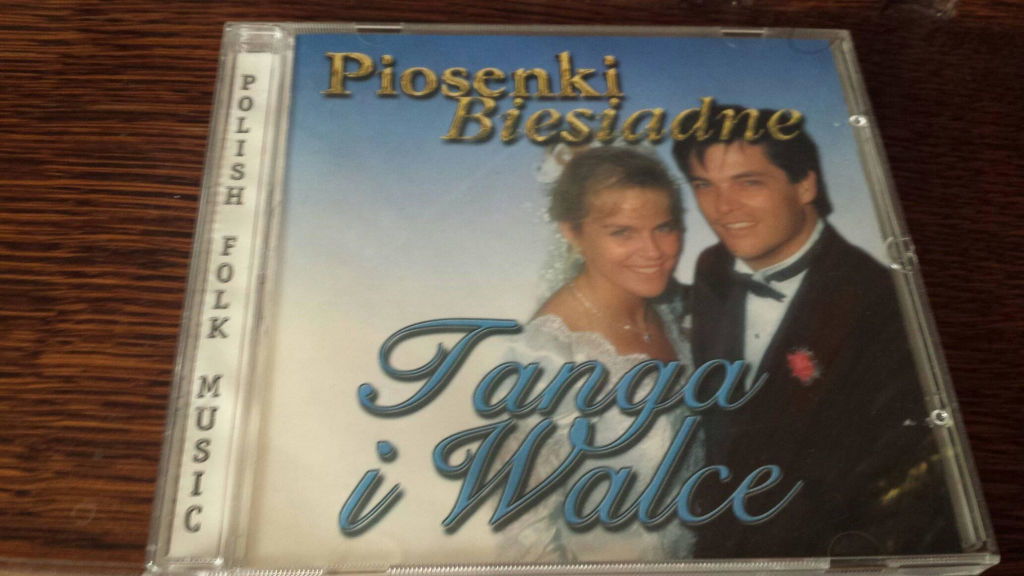 POLISH FOLK MUSIC
Piosenki
Biesiadne
Tanga
i Walce